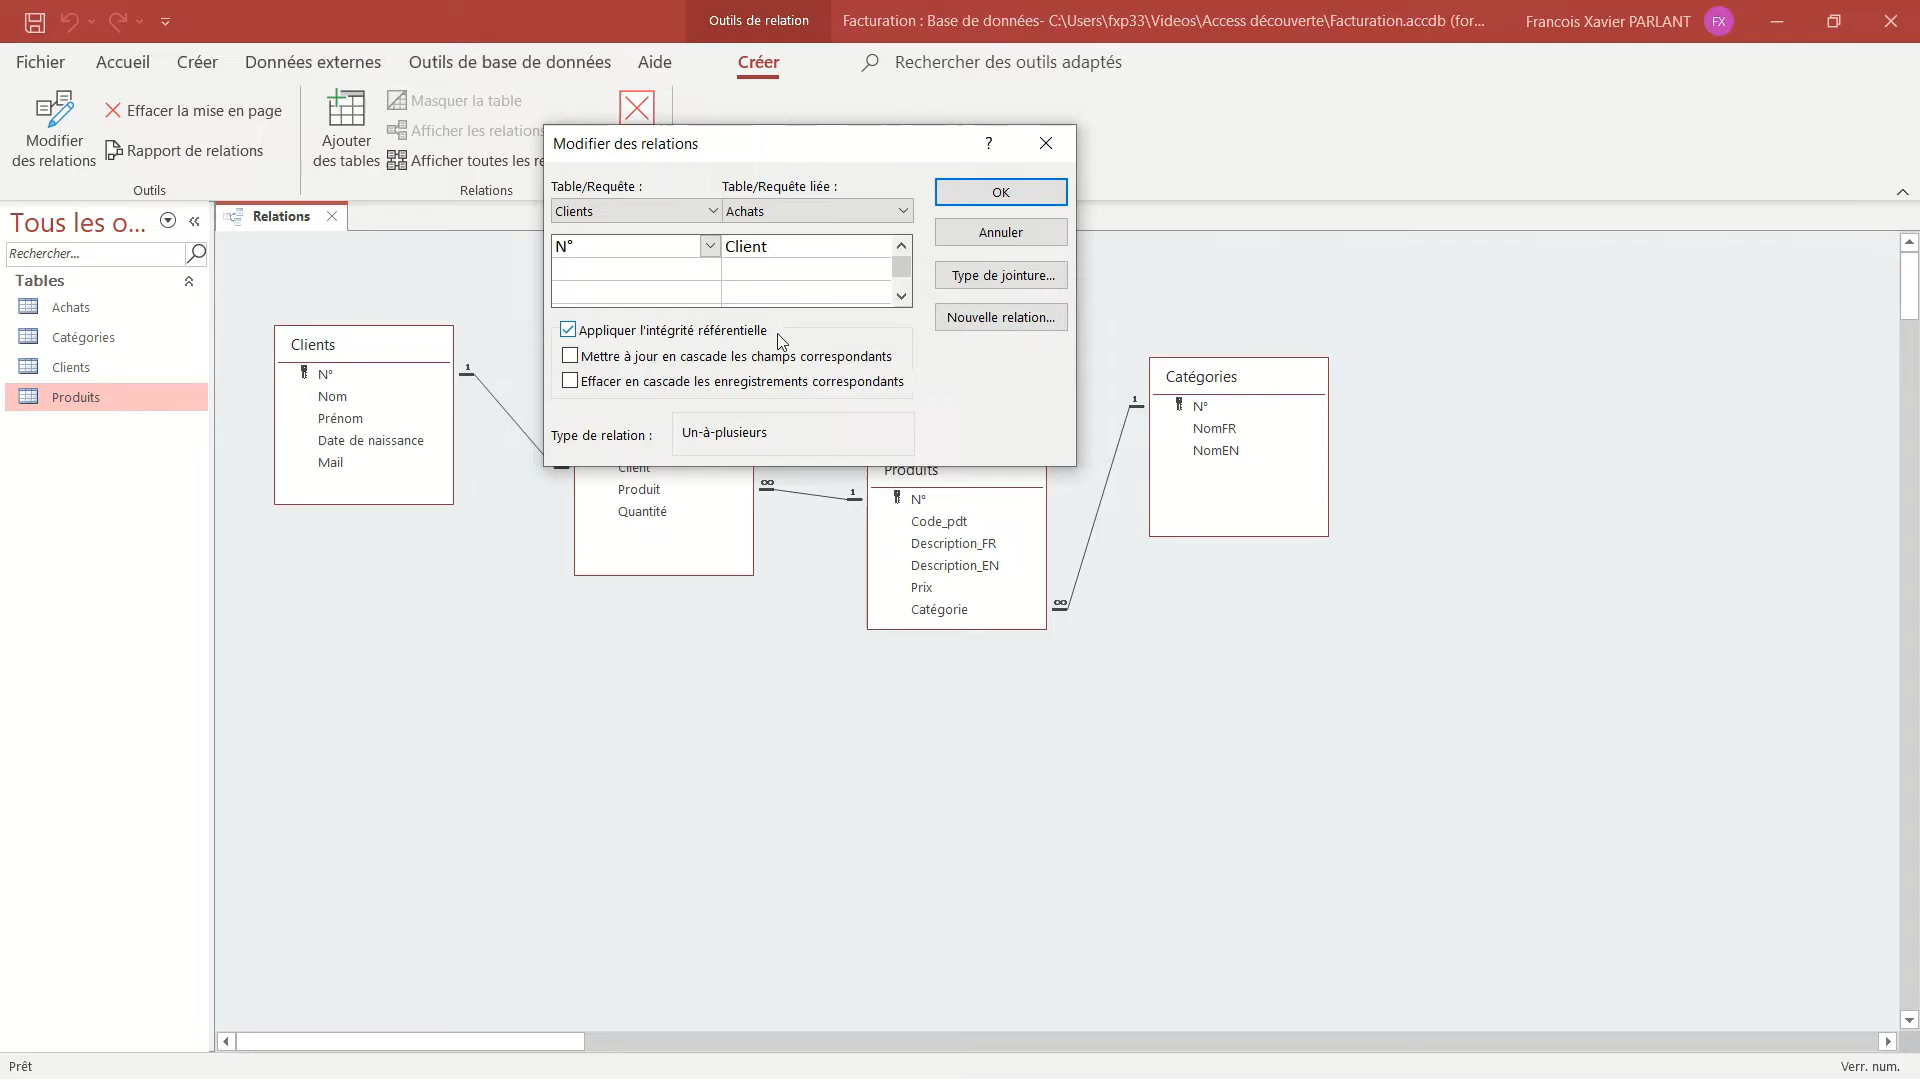 Outils de relation
Facturation : Base de données- C:\Users\fxp33\Videos\Access découverte\Facturation.accdb (for...
Francois Xavier PARLANT
FX
Fichier
Accueil
Créer
Données externes
Outils de base de données
Aide
Créer
Rechercher des outils adaptés
Modifier
des relations
Effacer la mise en page
Rapport de relations
Outils
Ajouter
des tables
Masquer la table
Afficher les relations
Afficher toutes les re
Relations
Tous les o...
Rechercher...
Tables
Achats
Catégories
Clients
Produits
Relations
Modifier des relations
?
Table/Requête :
Table/Requête liée :
Clients
Achats
N°
Client
OK
Annuler
Type de jointure...
Nouvelle relation...
Appliquer l'intégrité référentielle
Mettre à jour en cascade les champs correspondants
Effacer en cascade les enregistrements correspondants
Type de relation :
Un-à-plusieurs
Clients
N°
Nom
Prénom
Date de naissance
Mail
1
Client
Produit
Quantité
∞
1
Produits
N°
Code_pdt
Description_FR
Description_EN
Prix
Catégorie
∞
1
Catégories
N°
NomFR
NomEN
Prêt
Verr. num.